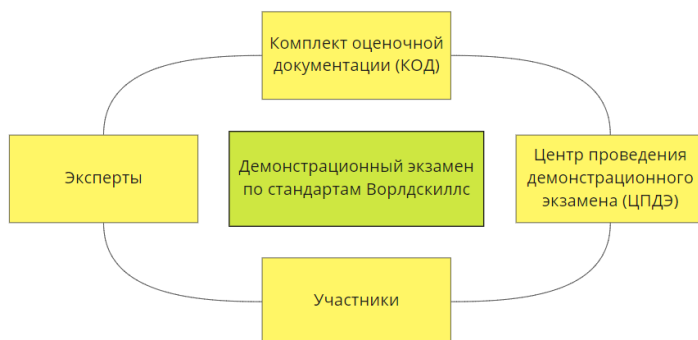 Комплект оценочной
документации (КОД)
Эксперты
Демонстрационный экзамен
по стандартам Ворлдскиллс
Центр проведения
демонстрационного
экзамена (ЦПДЭ)
Участники